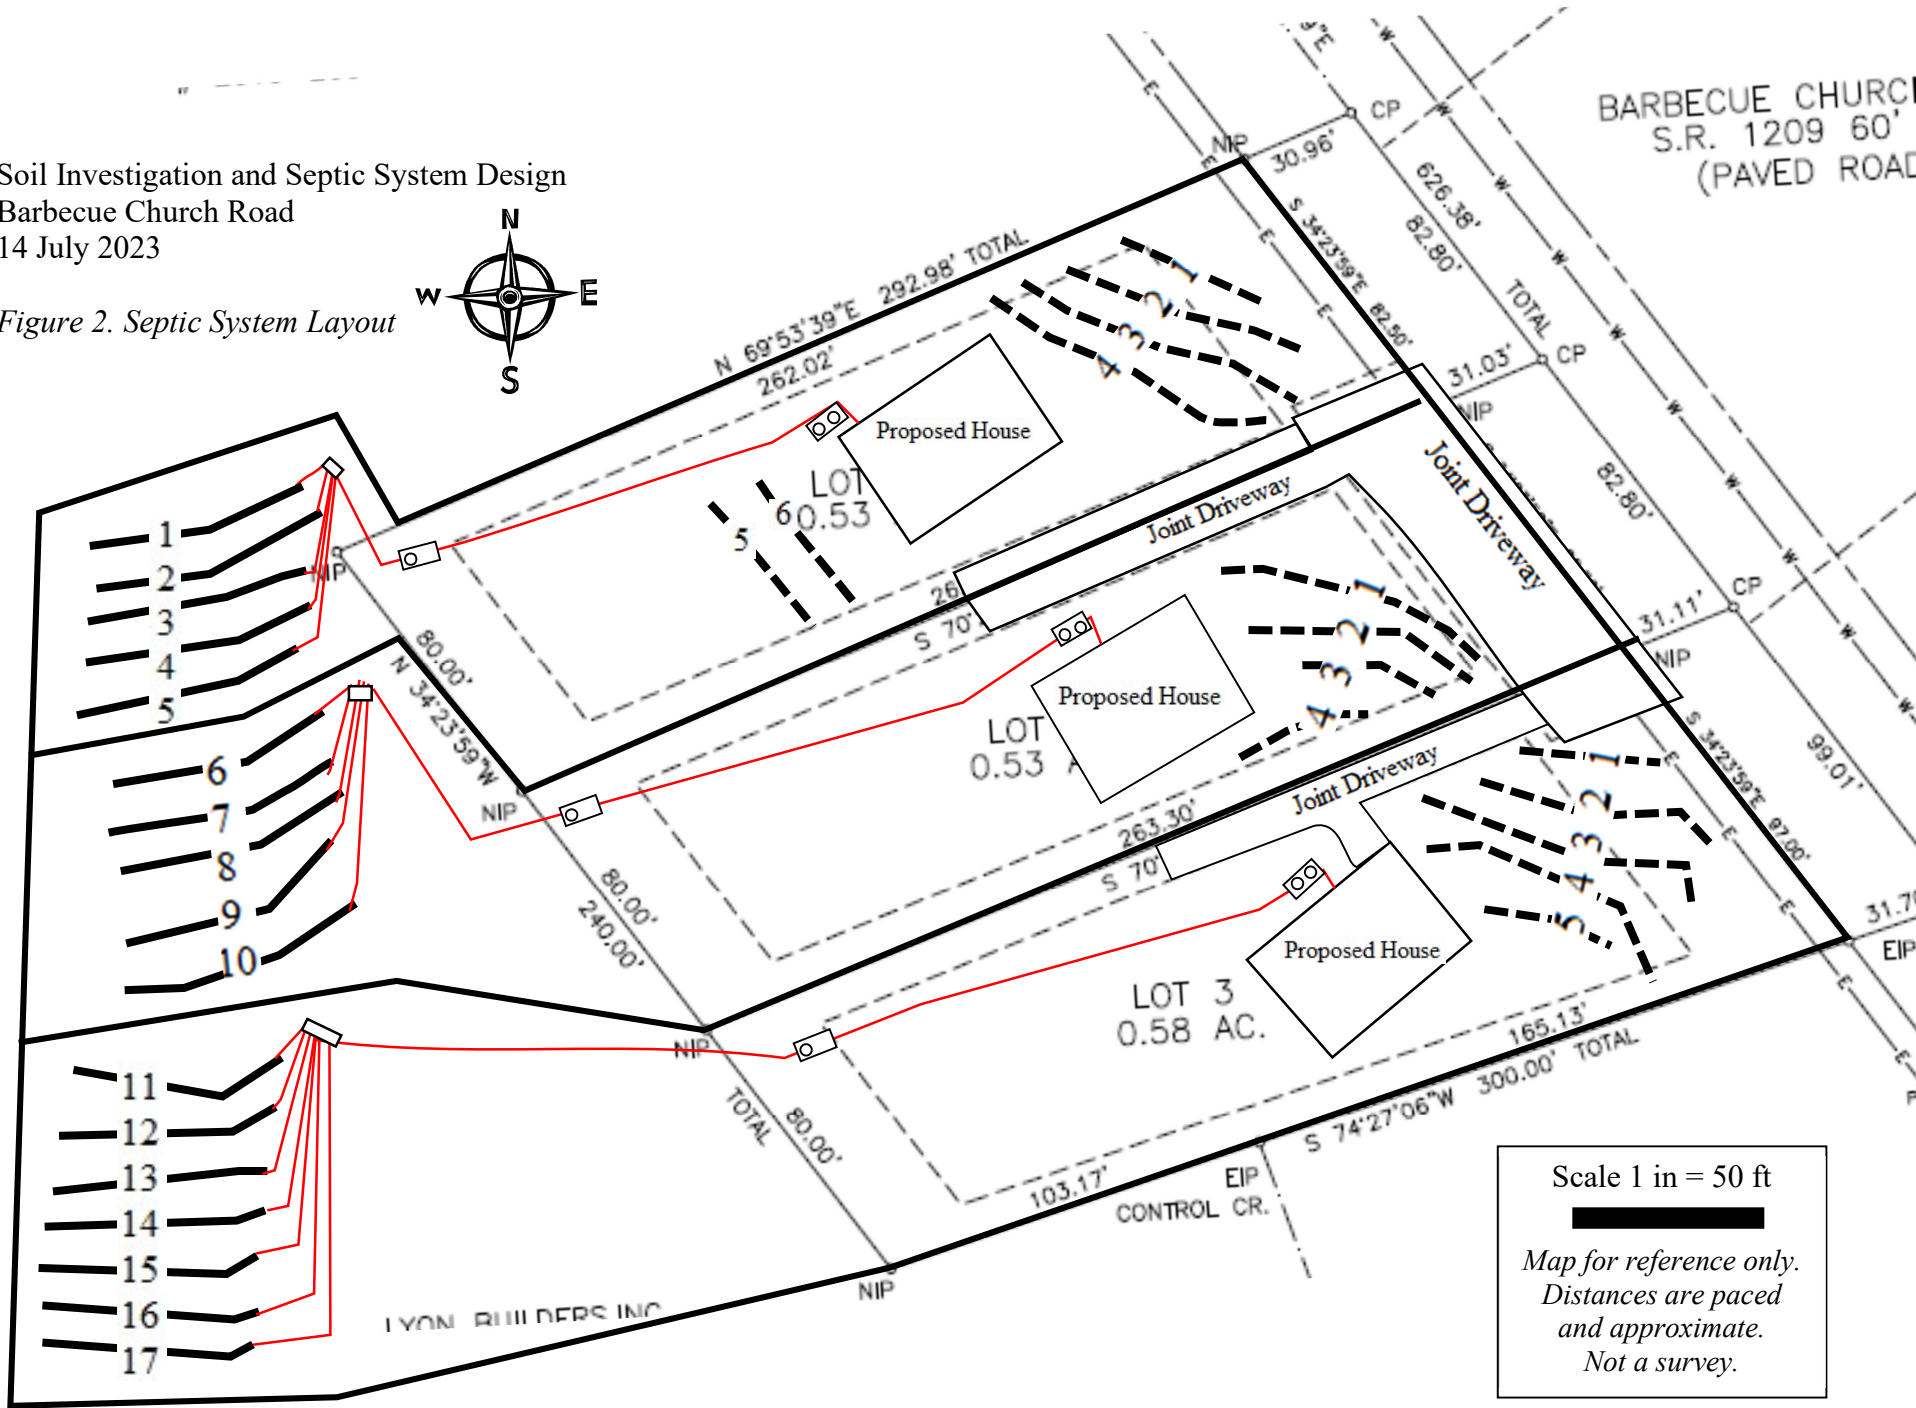 Soil Investigation and Septic System Design
Barbecue Church Road
14 July 2023
Figure 2. Septic System Layout
N
W
E
S
BARBECUE CHURCH
S.R. 1209 60'
(PAVED ROAD
NIP
30.96'
CP
626.38'
82.80'
TOTAL
S 34°23'59"E 82.50'
N 69°53'39"E 292.98' TOTAL
262.02'
1
2
3
4
Proposed House
LOT
0.53
5
6
31.03'
CP
NIP
82.80'
Joint Driveway
Joint Driveway
26
S 70°
1
2
3
4
5
NIP
80.00'
N 34°23'59"W
1
2
3
4
Proposed House
LOT
0.53
31.11'
CP
NIP
99.01'
S 34°23'59"E 97.00'
6
7
8
9
10
NIP
80.00'
240.00'
Joint Driveway
263.30'
S 70°
1
2
3
4
5
Proposed House
LOT 3
0.58 AC.
EIP
NIP
TOTAL
80.00'
165.13'
S 74°27'06"W 300.00' TOTAL
103.17'
EIP
CONTROL CR.
NIP
11
12
13
14
15
16
17
LYON BUILDERS INC
E
E
E
E
E
E
E
E
E
W
W
W
W
W
W
W
W
W
W
Scale 1 in = 50 ft
Map for reference only.
Distances are paced
and approximate.
Not a survey.